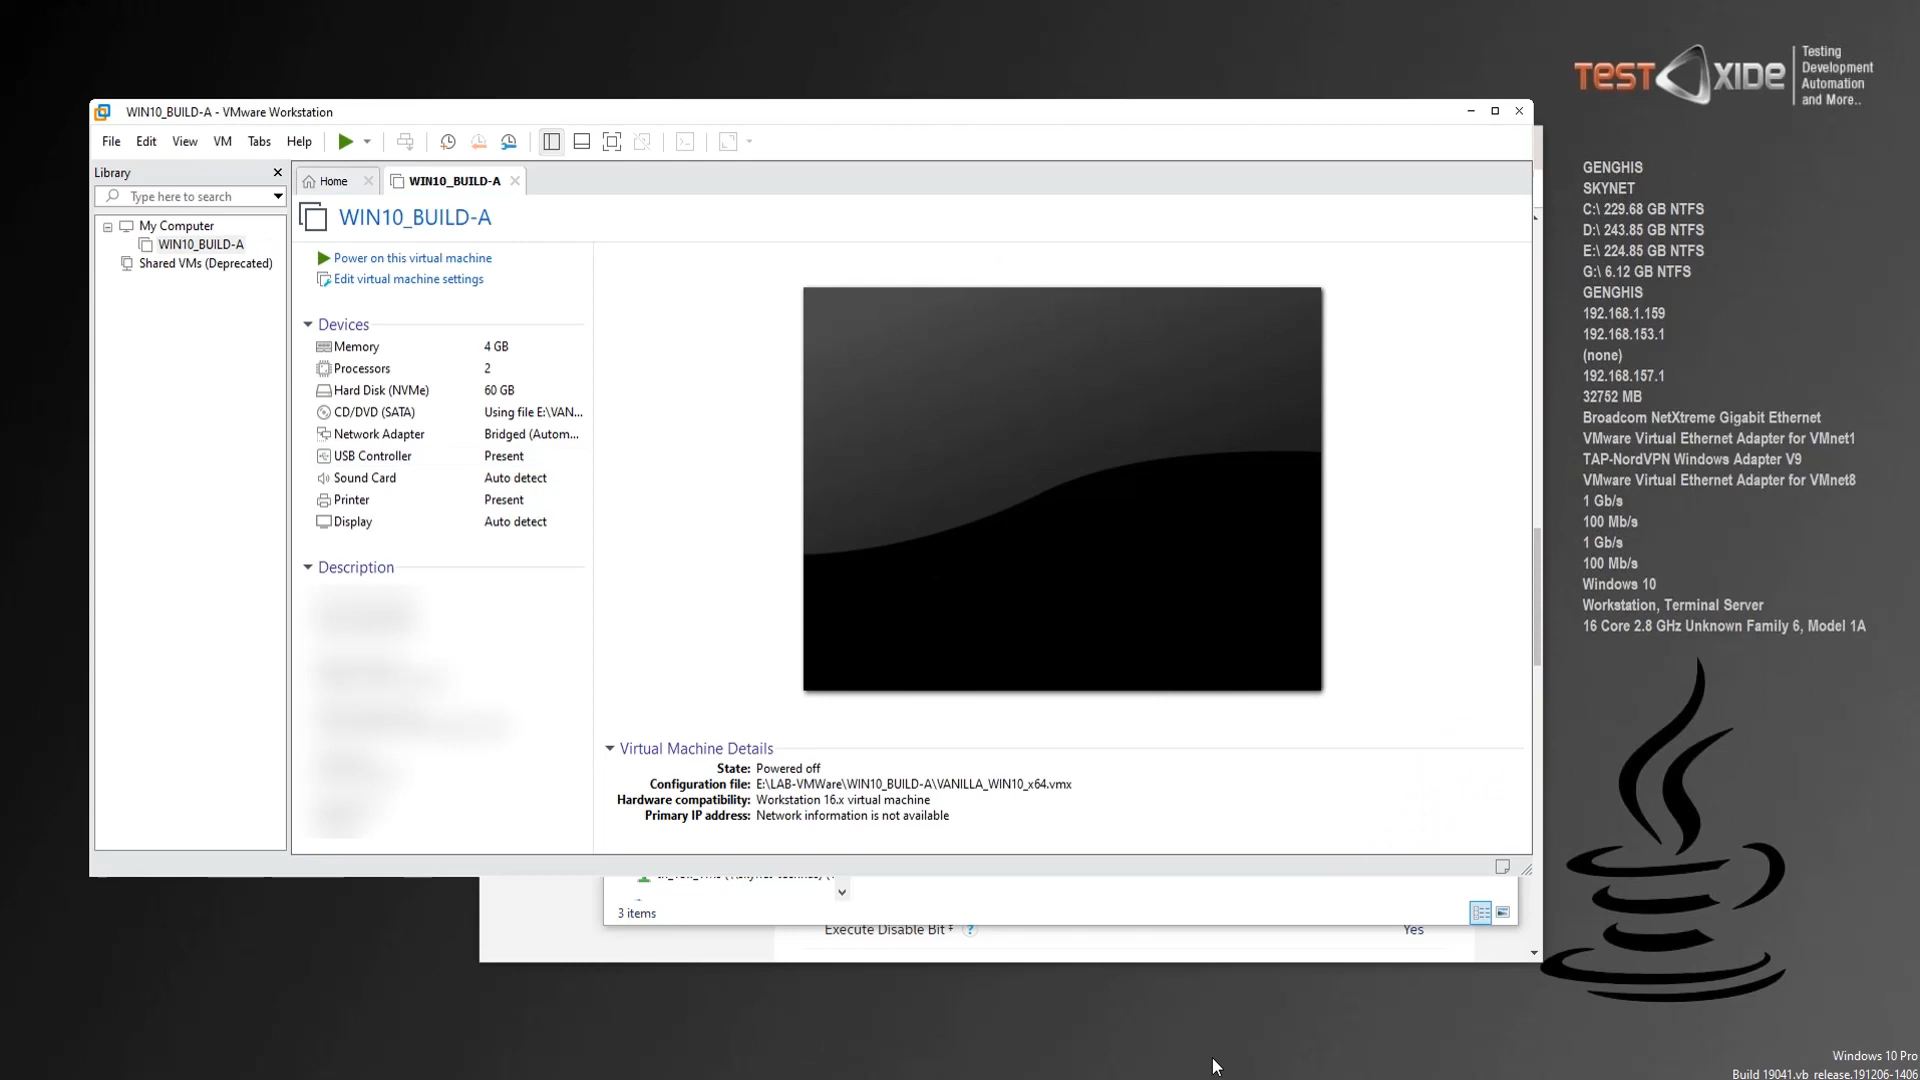 WIN10_BUILD-A - VMware Workstation
File Edit View VM Tabs Help
Library
Type here to search
My Computer
WIN10_BUILD-A
Shared VMs (Deprecated)
Home
WIN10_BUILD-A
WIN10_BUILD-A
Power on this virtual machine
Edit virtual machine settings
Devices
Memory 4 GB
Processors 2
Hard Disk (NVMe) 60 GB
CD/DVD (SATA) Using file E:\VAN...
Network Adapter Bridged (Autom...
USB Controller Present
Sound Card Auto detect
Printer Present
Display Auto detect
Description
Virtual Machine Details
State: Powered off
Configuration file: E:\LAB-VMWare\WIN10_BUILD-A\VANILLA_WIN10_x64.vmx
Hardware compatibility: Workstation 16.x virtual machine
Primary IP address: Network information is not available
3 items
Execute Disable Bit ‡ ? Yes
TEST OXIDE
Testing
Development
Automation
and More..
GENGHIS
SKYNET
C:\ 229.68 GB NTFS
D:\ 243.85 GB NTFS
E:\ 224.85 GB NTFS
G:\ 6.12 GB NTFS
GENGHIS
192.168.1.159
192.168.153.1
(none)
192.168.157.1
32752 MB
Broadcom NetXtreme Gigabit Ethernet
VMware Virtual Ethernet Adapter for VMnet1
TAP-NordVPN Windows Adapter V9
VMware Virtual Ethernet Adapter for VMnet8
1 Gb/s
100 Mb/s
1 Gb/s
100 Mb/s
Windows 10
Workstation, Terminal Server
16 Core 2.8 GHz Unknown Family 6, Model 1A
Windows 10 Pro
Build 19041.vb_release.191206-1406